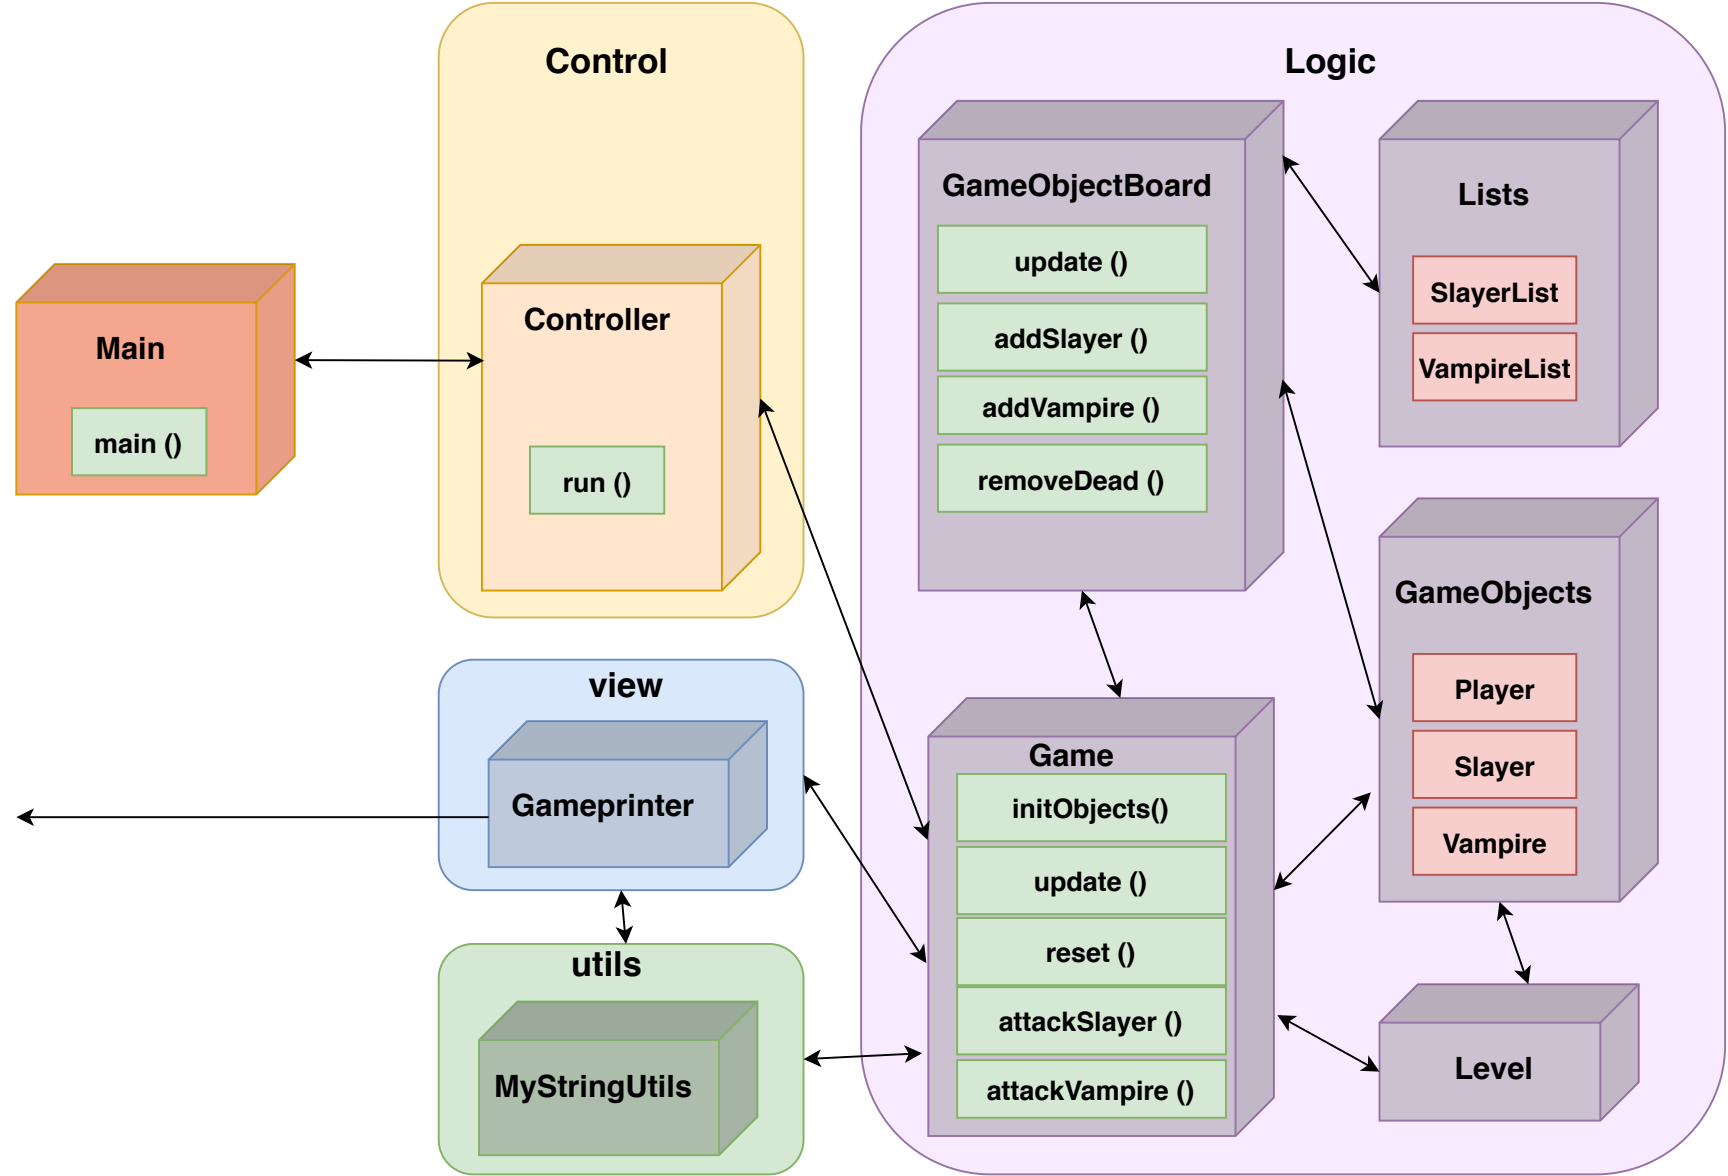 Control
Logic
Main
main ()
Controller
run ()
view
Gameprinter
utils
MyStringUtils
GameObjectBoard
update ()
addSlayer ()
addVampire ()
removeDead ()
Lists
SlayerList
VampireList
GameObjects
Player
Slayer
Vampire
Game
initObjects()
update ()
reset ()
attackSlayer ()
attackVampire ()
Level